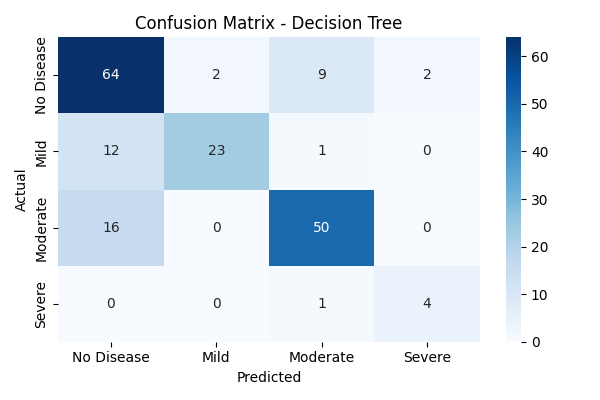 Confusion Matrix - Decision Tree
No Disease 64 2 9 2
Mild 12 23 1 0
Moderate 16 0 50 0
Severe 0 0 1 4
Actual
No Disease Mild Moderate Severe
Predicted
60
50
40
30
20
10
0